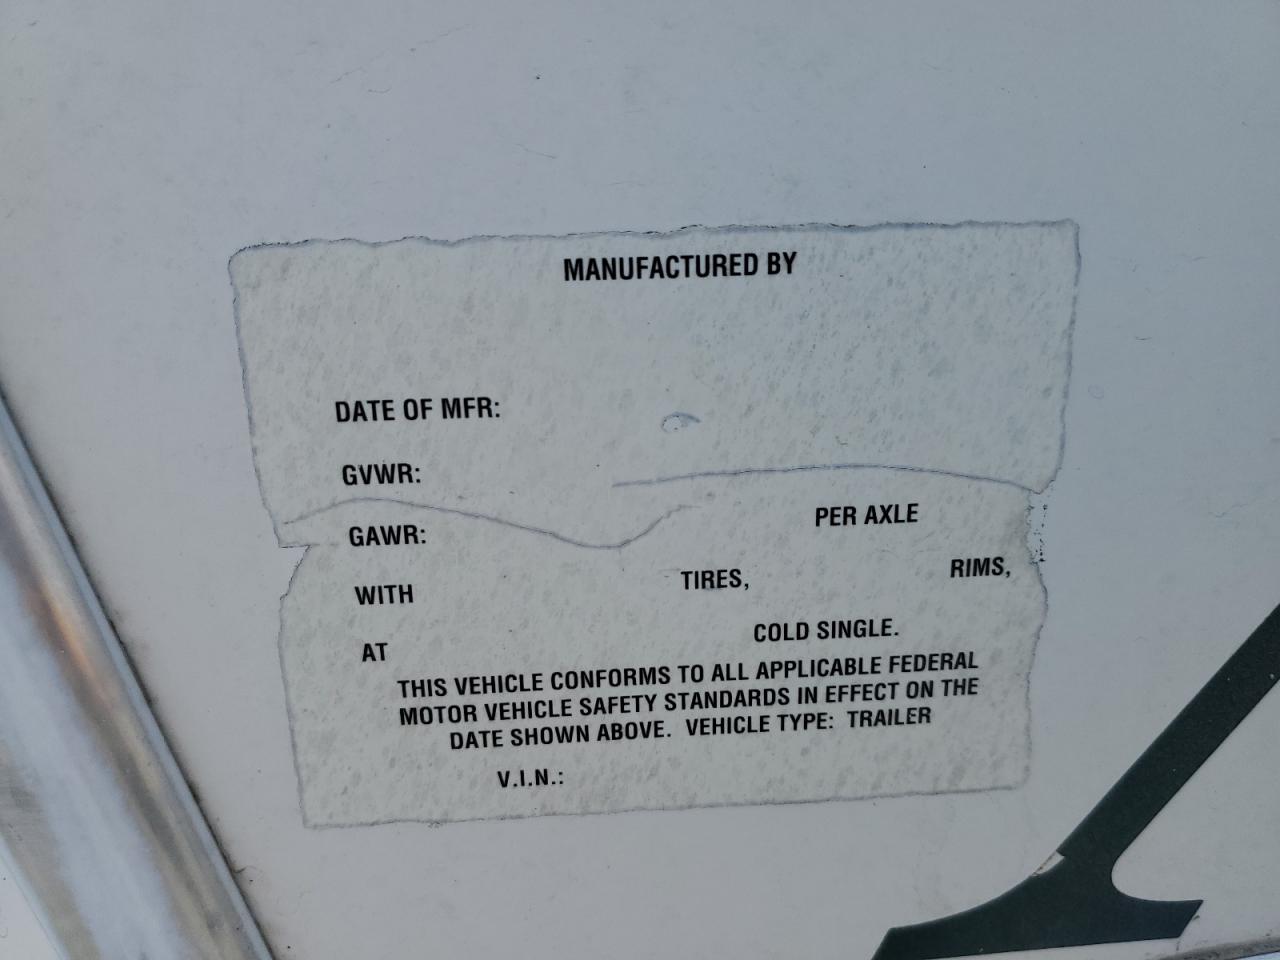 MANUFACTURED BY
DATE OF MFR:
GVWR:
GAWR: PER AXLE
WITH TIRES, RIMS,
AT COLD SINGLE.
THIS VEHICLE CONFORMS TO ALL APPLICABLE FEDERAL
MOTOR VEHICLE SAFETY STANDARDS IN EFFECT ON THE
DATE SHOWN ABOVE. VEHICLE TYPE: TRAILER
V.I.N.: